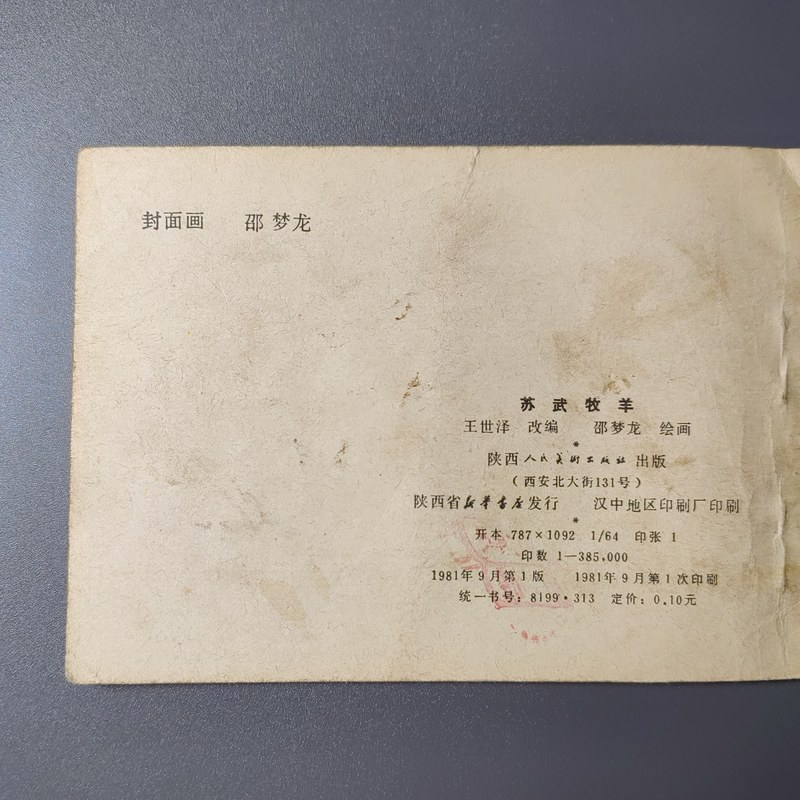 封面画 邵梦龙
苏武牧羊
王世泽 改编 邵梦龙 绘画
*
陕西人民美術出版社 出版
（西安北大街131号）
陕西省新华书店发行 汉中地区印刷厂印刷
*
开本 787×1092 1/64 印张 1
印数 1—385,000
1981年9月第1版 1981年9月第1次印刷
统一书号：8199·313 定价：0.10元